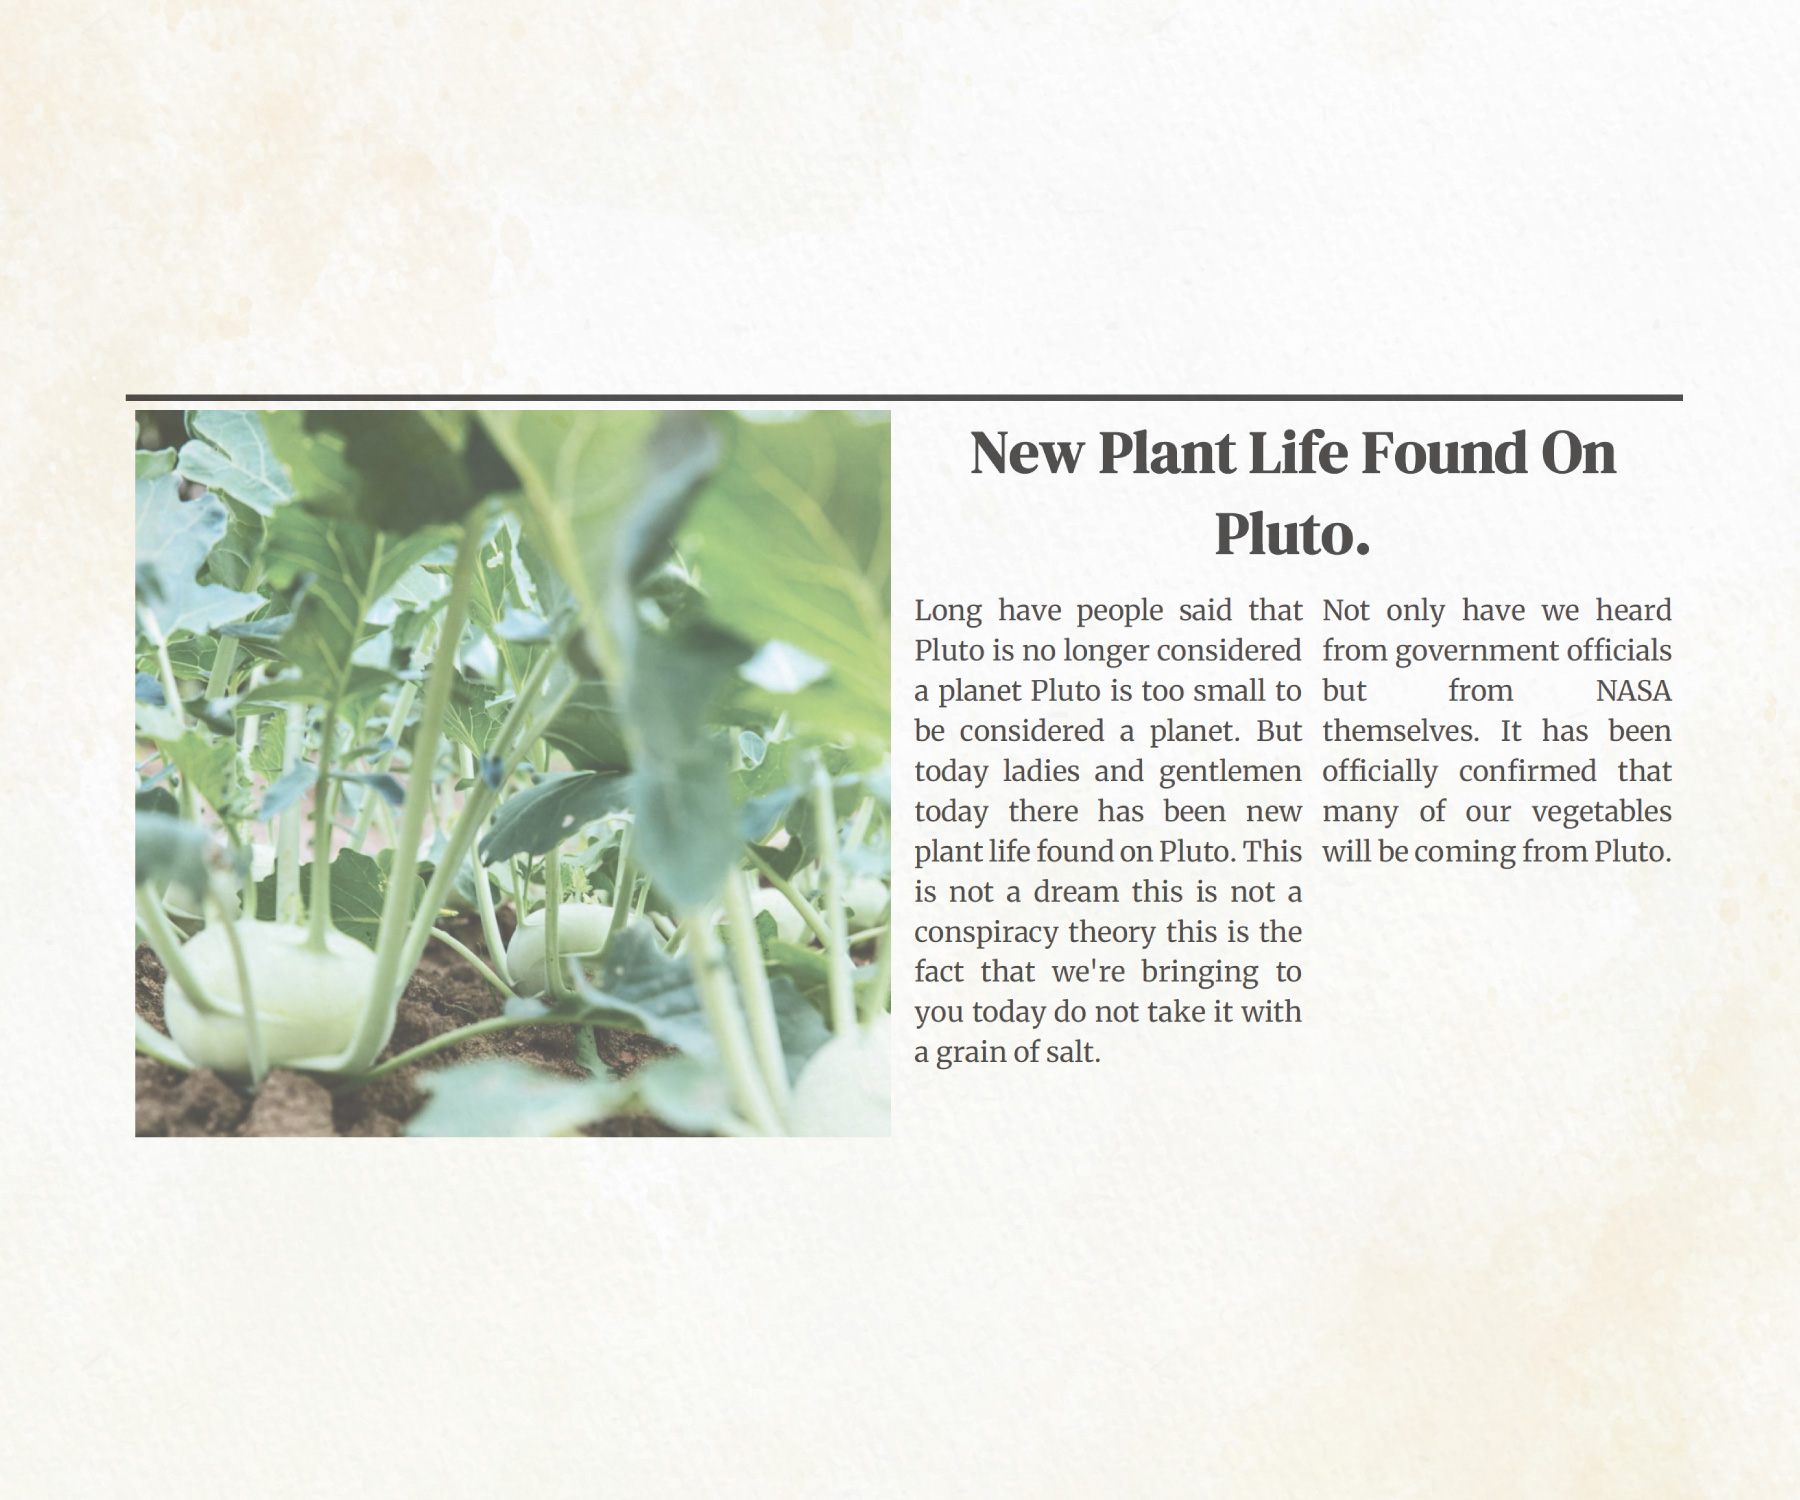 New Plant Life Found On
Pluto.
Long have people said that
Pluto is no longer considered
a planet Pluto is too small to
be considered a planet. But
today ladies and gentlemen
today there has been new
plant life found on Pluto. This
is not a dream this is not a
conspiracy theory this is the
fact that we're bringing to
you today do not take it with
a grain of salt.
Not only have we heard
from government officials
but from NASA
themselves. It has been
officially confirmed that
many of our vegetables
will be coming from Pluto.